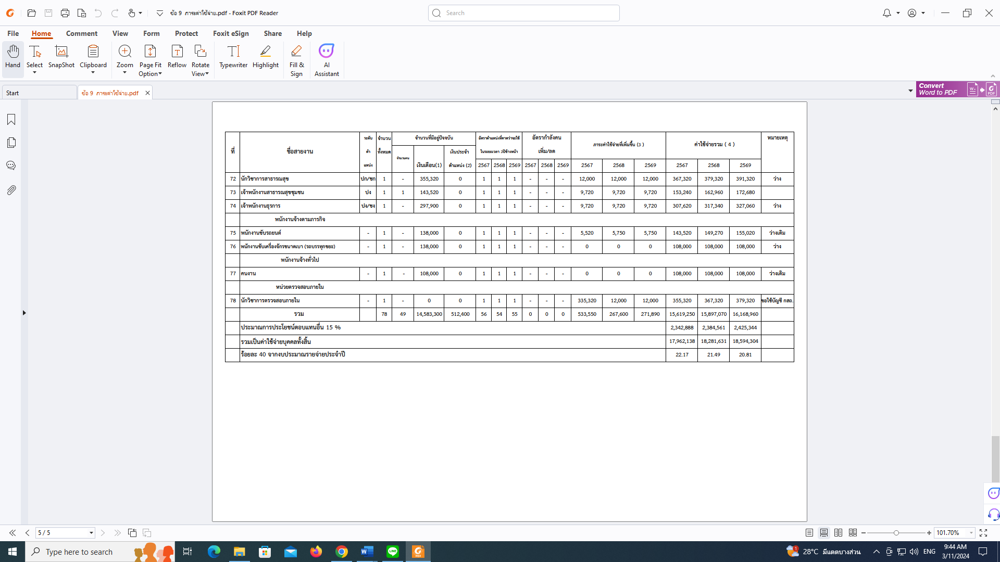 ข้อ 9 ภาระค่าใช้จ่าย.pdf - Foxit PDF Reader
Search
File Home Comment View Form Protect Foxit eSign Share Help
Hand Select SnapShot Clipboard Zoom Page Fit Option Reflow Rotate View Typewriter Highlight Fill & Sign AI Assistant
Start ข้อ 9 ภาระค่าใช้จ่าย.pdf
Convert
Word to PDF
ที่ ชื่อสายงาน ระดับตำแหน่ง จำนวนทั้งหมด จำนวนที่มีอยู่ปัจจุบัน อัตราตำแหน่งที่คาดว่าจะใช้ในระยะเวลา 3ปีข้างหน้า อัตรากำลังคน เพิ่ม/ลด ภาระค่าใช้จ่ายที่เพิ่มขึ้น (3 ) ค่าใช้จ่ายรวม ( 4 ) หมายเหตุ
จำนวนคน เงินเดือน(1) เงินประจำตำแหน่ง (2) 2567 2568 2569 2567 2568 2569 2567 2568 2569 2567 2568 2569
72 นักวิชาการสาธารณสุข ปก/ชก 1 - 355,320 0 1 1 1 - - - 12,000 12,000 12,000 367,320 379,320 391,320 ว่าง
73 เจ้าพนักงานสาธารณสุขชุมชน ปง 1 1 143,520 0 1 1 1 - - - 9,720 9,720 9,720 153,240 162,960 172,680
74 เจ้าพนักงานธุรการ ปง/ชง 1 - 297,900 0 1 1 1 - - - 9,720 9,720 9,720 307,620 317,340 327,060 ว่าง
พนักงานจ้างตามภารกิจ
75 พนักงานขับรถยนต์ - 1 - 138,000 0 1 1 1 - - - 5,520 5,750 5,750 143,520 149,270 155,020 ว่างเดิม
76 พนักงานขับเครื่องจักรขนาดเบา (รถบรรทุกขยะ) - 1 - 138,000 0 1 1 1 - - - 0 0 0 108,000 108,000 108,000 ว่าง
พนักงานจ้างทั่วไป
77 คนงาน - 1 - 108,000 0 1 1 1 - - - 0 0 0 108,000 108,000 108,000 ว่างเดิม
หน่วยตรวจสอบภายใน
78 นักวิชาการตรวจสอบภายใน - 1 - 0 0 1 1 1 - - - 335,320 12,000 12,000 355,320 367,320 379,320 ขอใช้บัญชี กสถ.
รวม 78 49 14,583,300 512,400 56 54 55 0 0 0 533,550 267,600 271,890 15,619,250 15,897,070 16,168,960
ประมาณการประโยชน์ตอบแทนอื่น 15 % 2,342,888 2,384,561 2,425,344
รวมเป็นค่าใช้จ่ายบุคคลทั้งสิ้น 17,962,138 18,281,631 18,594,304
ร้อยละ 40 จากงบประมาณรายจ่ายประจำปี 22.17 21.49 20.81
5 / 5 101.70%
Type here to search 28°C มีแดดบางส่วน ENG 9:44 AM
3/11/2024